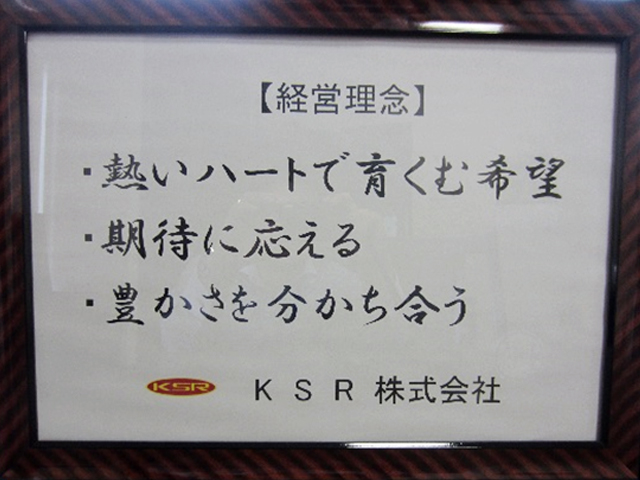 【経営理念】
・熱いハートで育くむ希望
・期待に応える
・豊かさを分かち合う
KSR KSR 株式会社